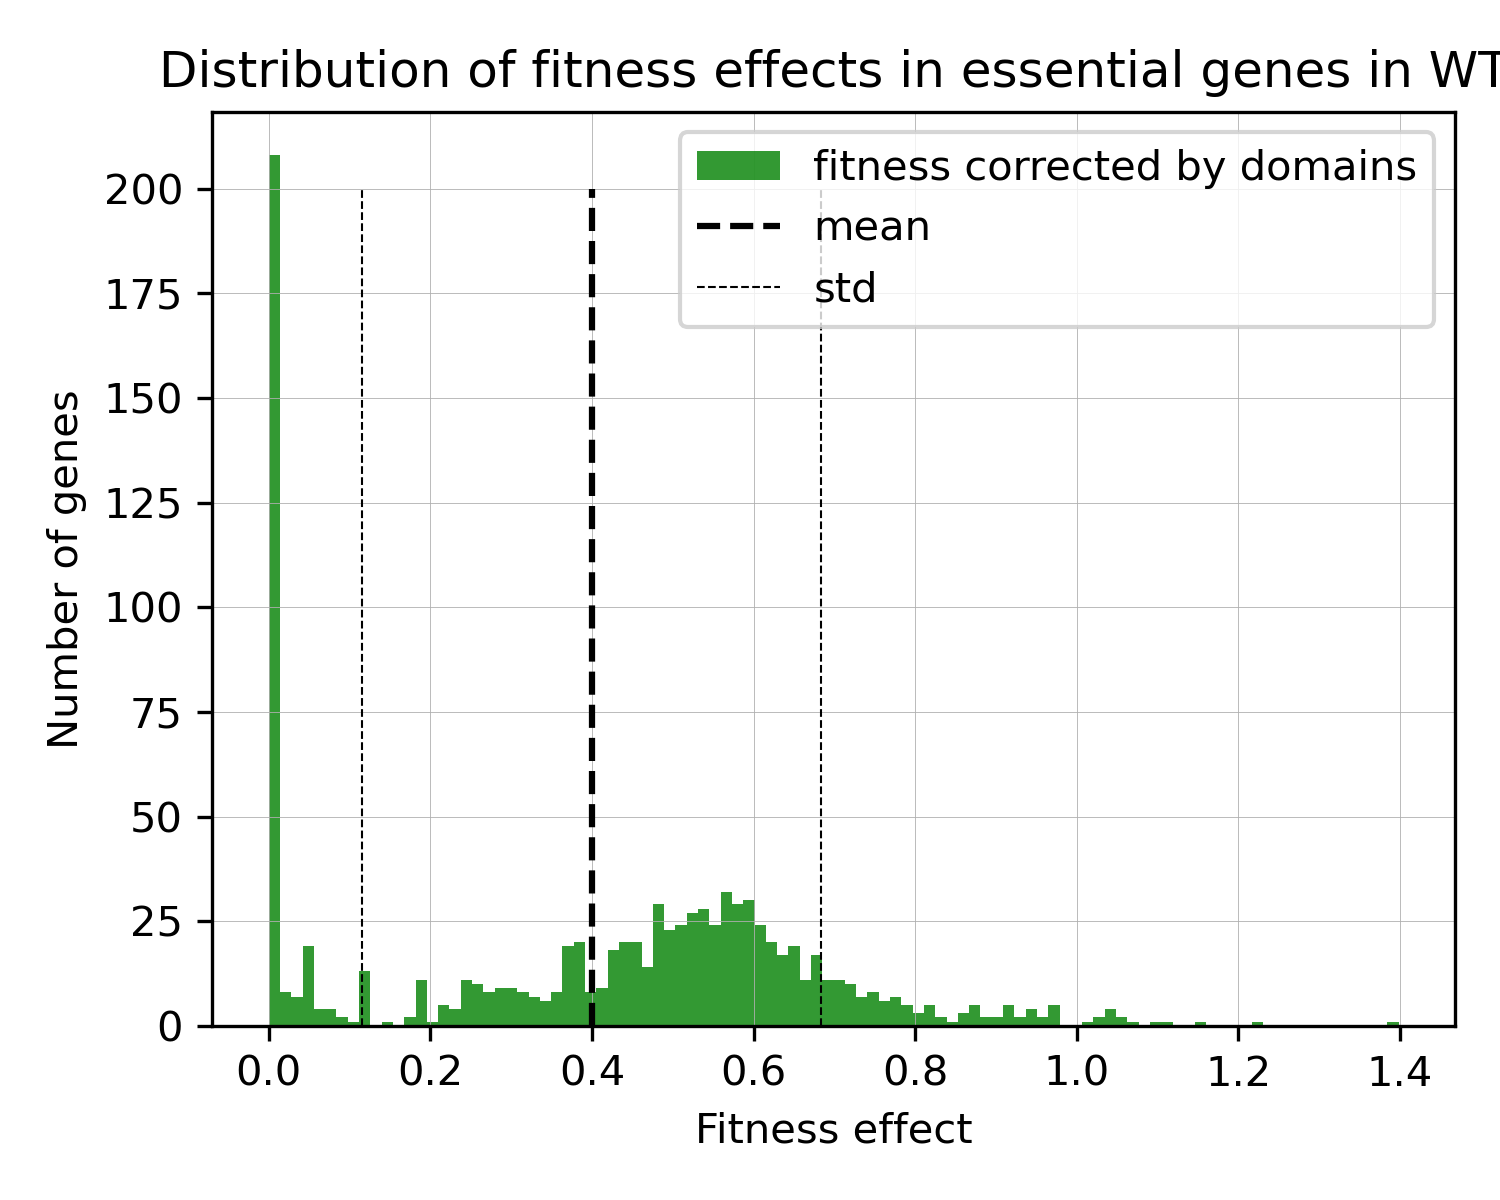 Distribution of fitness effects in essential genes in WT
fitness corrected by domains
mean
std
Number of genes
200
175
150
125
100
75
50
25
0
0.0 0.2 0.4 0.6 0.8 1.0 1.2 1.4
Fitness effect